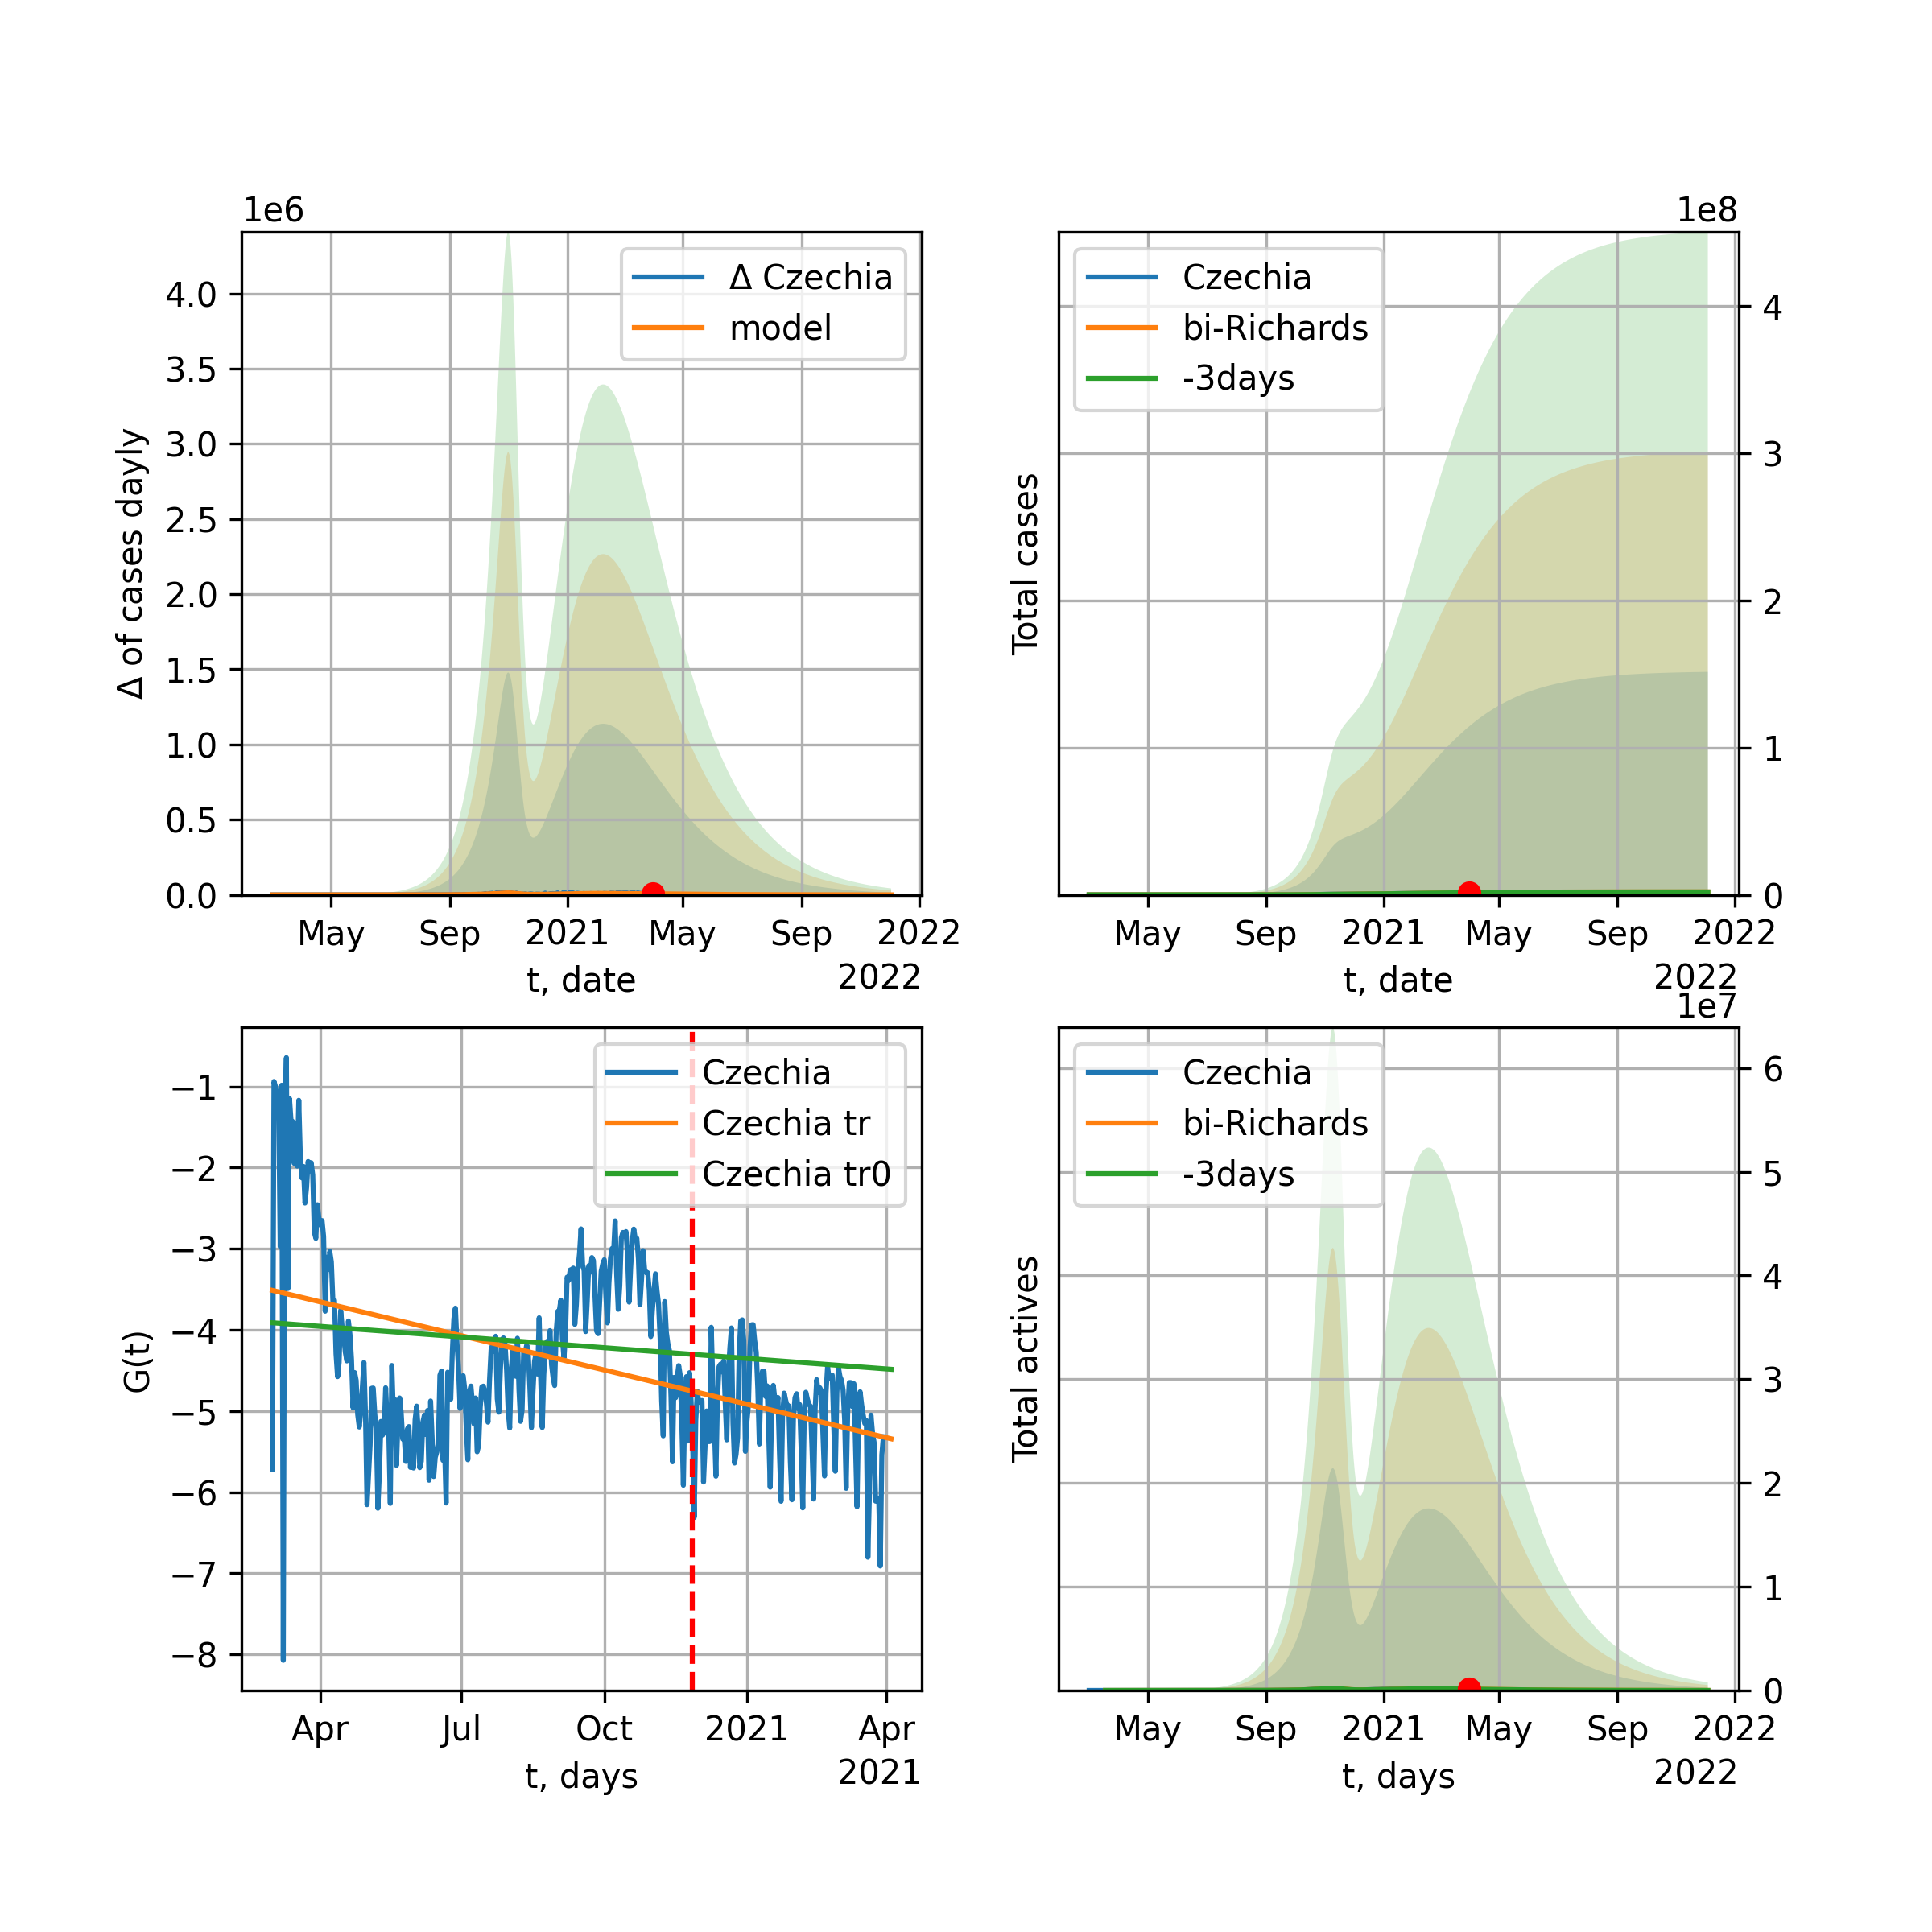 1e6
Δ Czechia
model
4.0
3.5
3.0
2.5
2.0
1.5
1.0
0.5
0.0
Δ of cases dayly
May Sep 2021 May Sep 2022
t, date
2022
1e8
Czechia
bi-Richards
-3days
4
3
2
1
0
Total cases
May Sep 2021 May Sep 2022
t, date
2022
Czechia
Czechia tr
Czechia tr0
−1
−2
−3
−4
−5
−6
−7
−8
G(t)
Apr Jul Oct 2021 Apr
t, days
2021
1e7
Czechia
bi-Richards
-3days
6
5
4
3
2
1
0
Total actives
May Sep 2021 May Sep 2022
t, days
2022